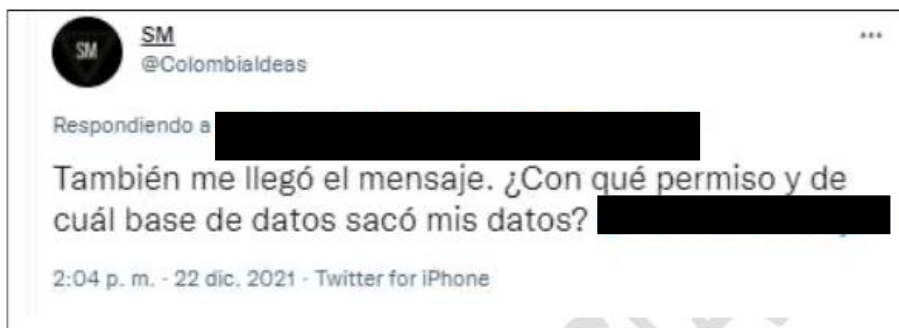 SM
SM
@ColombiaIdeas
Respondiendo a
También me llegó el mensaje. ¿Con qué permiso y de
cuál base de datos sacó mis datos?
2:04 p. m. · 22 dic. 2021 · Twitter for iPhone